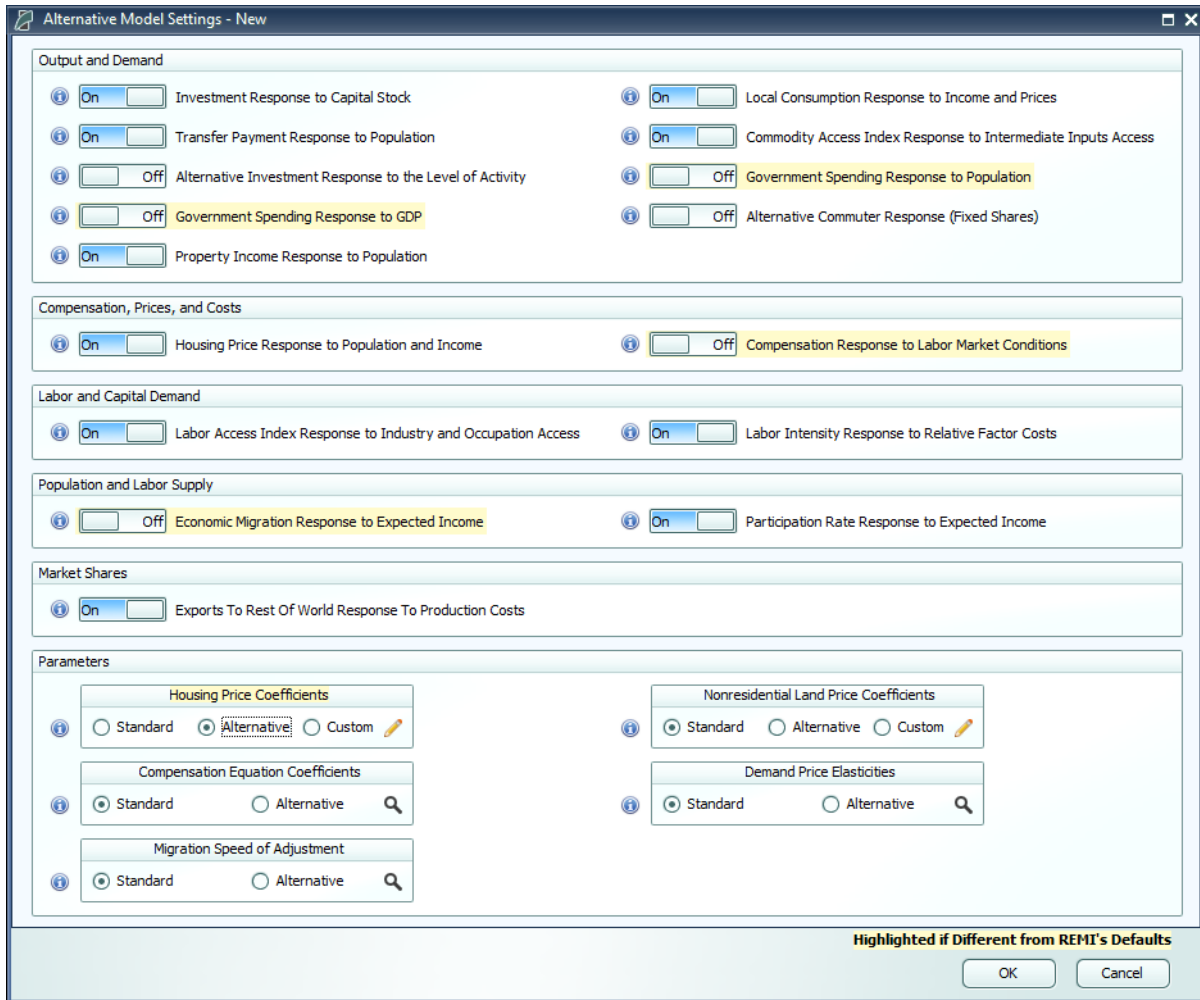 Alternative Model Settings - New
Output and Demand
On Investment Response to Capital Stock
On Local Consumption Response to Income and Prices
On Transfer Payment Response to Population
On Commodity Access Index Response to Intermediate Inputs Access
Off Alternative Investment Response to the Level of Activity
Off Government Spending Response to Population
Off Government Spending Response to GDP
Off Alternative Commuter Response (Fixed Shares)
On Property Income Response to Population
Compensation, Prices, and Costs
On Housing Price Response to Population and Income
Off Compensation Response to Labor Market Conditions
Labor and Capital Demand
On Labor Access Index Response to Industry and Occupation Access
On Labor Intensity Response to Relative Factor Costs
Population and Labor Supply
Off Economic Migration Response to Expected Income
On Participation Rate Response to Expected Income
Market Shares
On Exports To Rest Of World Response To Production Costs
Parameters
Housing Price Coefficients
Standard Alternative Custom
Nonresidential Land Price Coefficients
Standard Alternative Custom
Compensation Equation Coefficients
Standard Alternative
Demand Price Elasticities
Standard Alternative
Migration Speed of Adjustment
Standard Alternative
Highlighted if Different from REMI's Defaults
OK Cancel